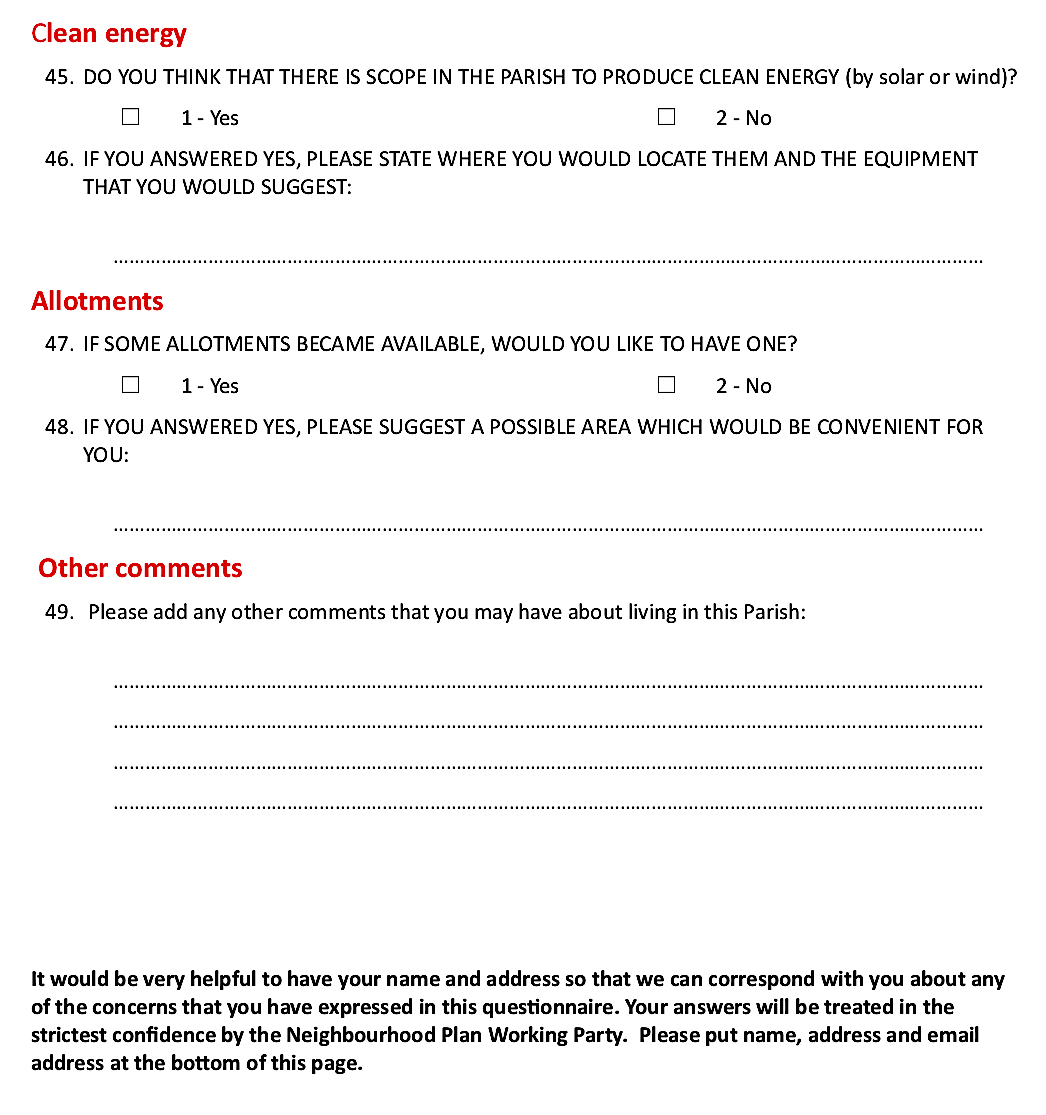 Clean energy
45. DO YOU THINK THAT THERE IS SCOPE IN THE PARISH TO PRODUCE CLEAN ENERGY (by solar or wind)?
☐ 1 - Yes ☐ 2 - No
46. IF YOU ANSWERED YES, PLEASE STATE WHERE YOU WOULD LOCATE THEM AND THE EQUIPMENT
THAT YOU WOULD SUGGEST:
Allotments
47. IF SOME ALLOTMENTS BECAME AVAILABLE, WOULD YOU LIKE TO HAVE ONE?
☐ 1 - Yes ☐ 2 - No
48. IF YOU ANSWERED YES, PLEASE SUGGEST A POSSIBLE AREA WHICH WOULD BE CONVENIENT FOR
YOU:
Other comments
49. Please add any other comments that you may have about living in this Parish:
It would be very helpful to have your name and address so that we can correspond with you about any
of the concerns that you have expressed in this questionnaire. Your answers will be treated in the
strictest confidence by the Neighbourhood Plan Working Party. Please put name, address and email
address at the bottom of this page.